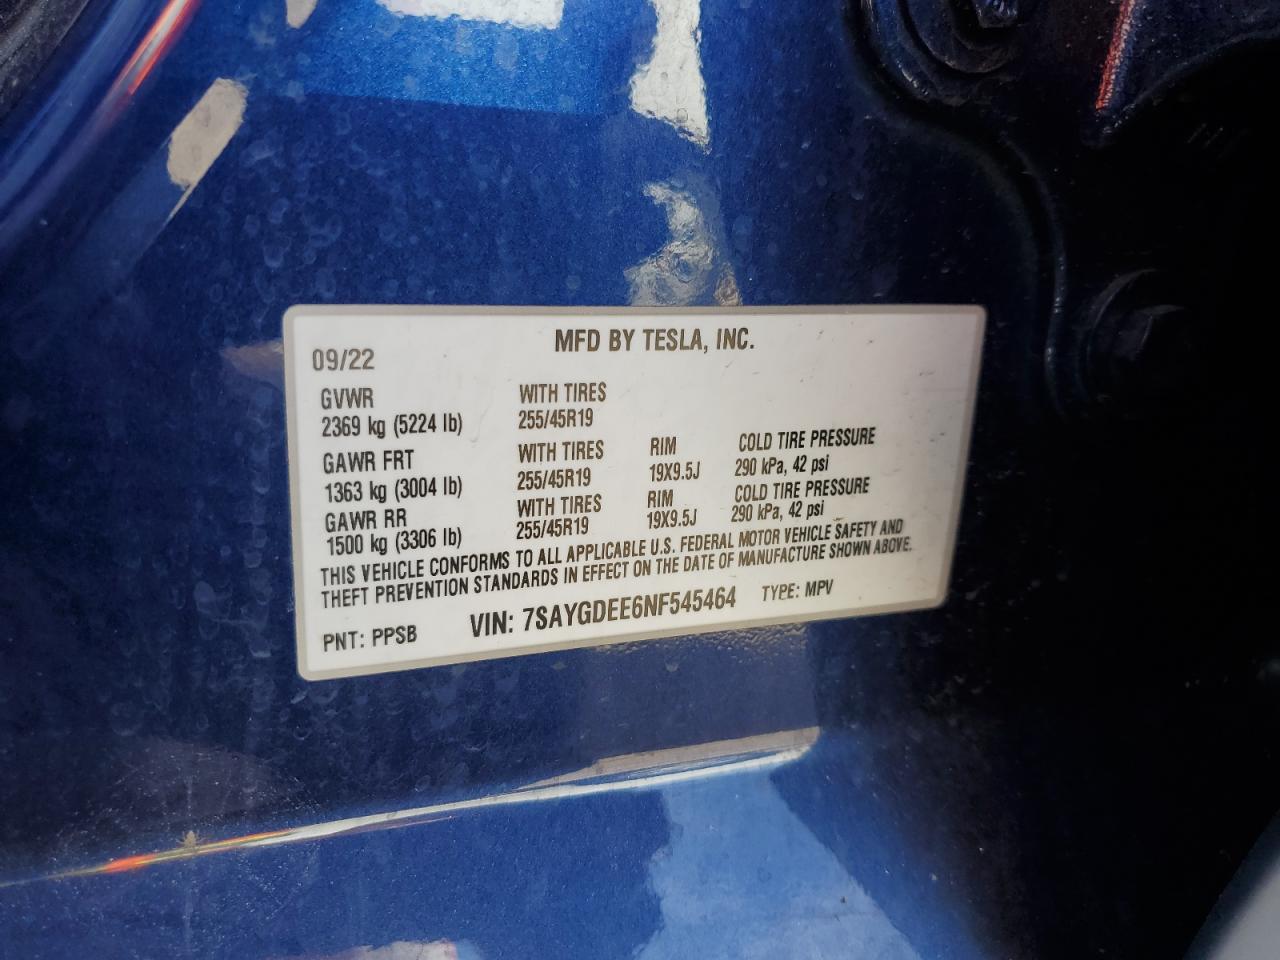 MFD BY TESLA, INC.
09/22
GVWR WITH TIRES
2369 kg (5224 lb) 255/45R19
GAWR FRT WITH TIRES RIM COLD TIRE PRESSURE
1363 kg (3004 lb) 255/45R19 19X9.5J 290 kPa, 42 psi
GAWR RR WITH TIRES RIM COLD TIRE PRESSURE
1500 kg (3306 lb) 255/45R19 19X9.5J 290 kPa, 42 psi
THIS VEHICLE CONFORMS TO ALL APPLICABLE U.S. FEDERAL MOTOR VEHICLE SAFETY AND
THEFT PREVENTION STANDARDS IN EFFECT ON THE DATE OF MANUFACTURE SHOWN ABOVE.
PNT: PPSB VIN: 7SAYGDEE6NF545464 TYPE: MPV